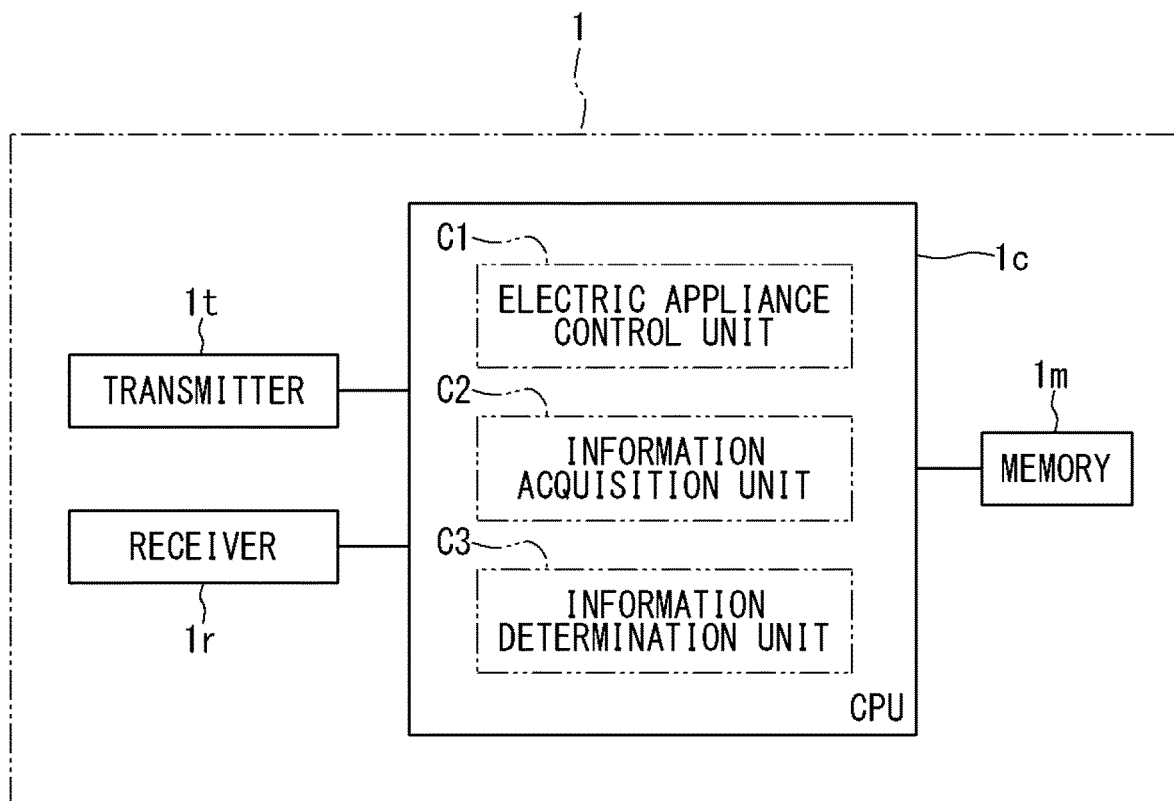 1
C1
ELECTRIC APPLIANCE
CONTROL UNIT
1c
1t
TRANSMITTER
C2
INFORMATION
ACQUISITION UNIT
1m
MEMORY
RECEIVER
1r
C3
INFORMATION
DETERMINATION UNIT
CPU